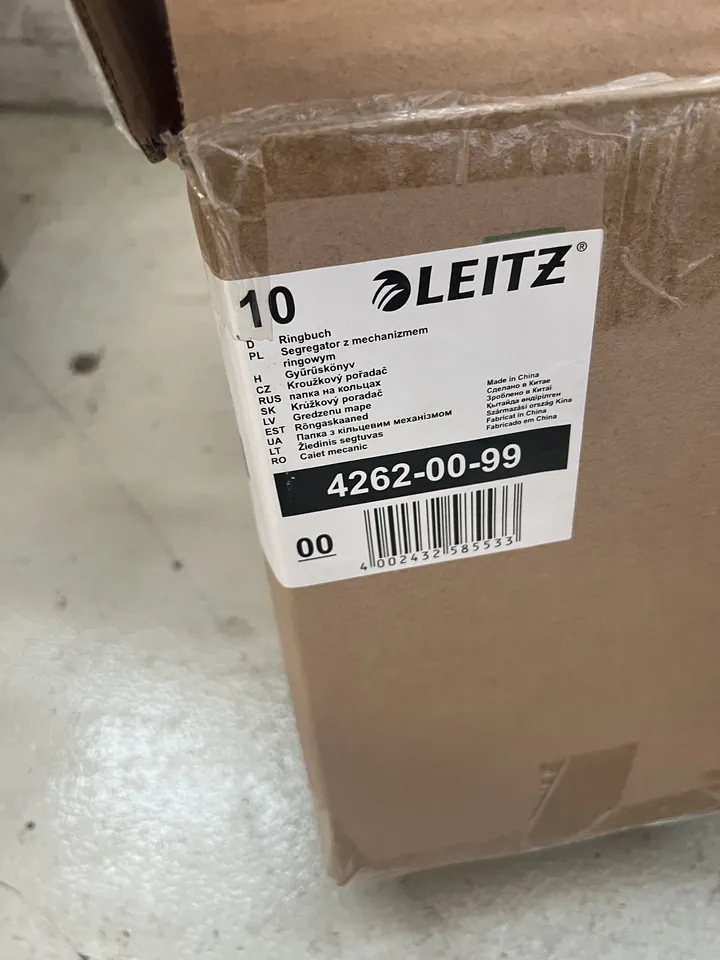 10
LEITZ®
D Ringbuch
PL Segregator z mechanizmem
ringowym
H Gyűrűskönyv
CZ Kroužkový pořadač
RUS папка на кольцах
SK Krúžkový poradač
LV Gredzenu mape
EST Rõngaskaaned
UA Папка з кільцевим механізмом
LT Žiedinis segtuvas
RO Caiet mecanic
Made in China
Сделано в Китае
Зроблено в Китаї
Қытайда өндірілген
Származási ország Kína
Fabricat in China
Fabricado em China
4262-00-99
00
4 002432 585533